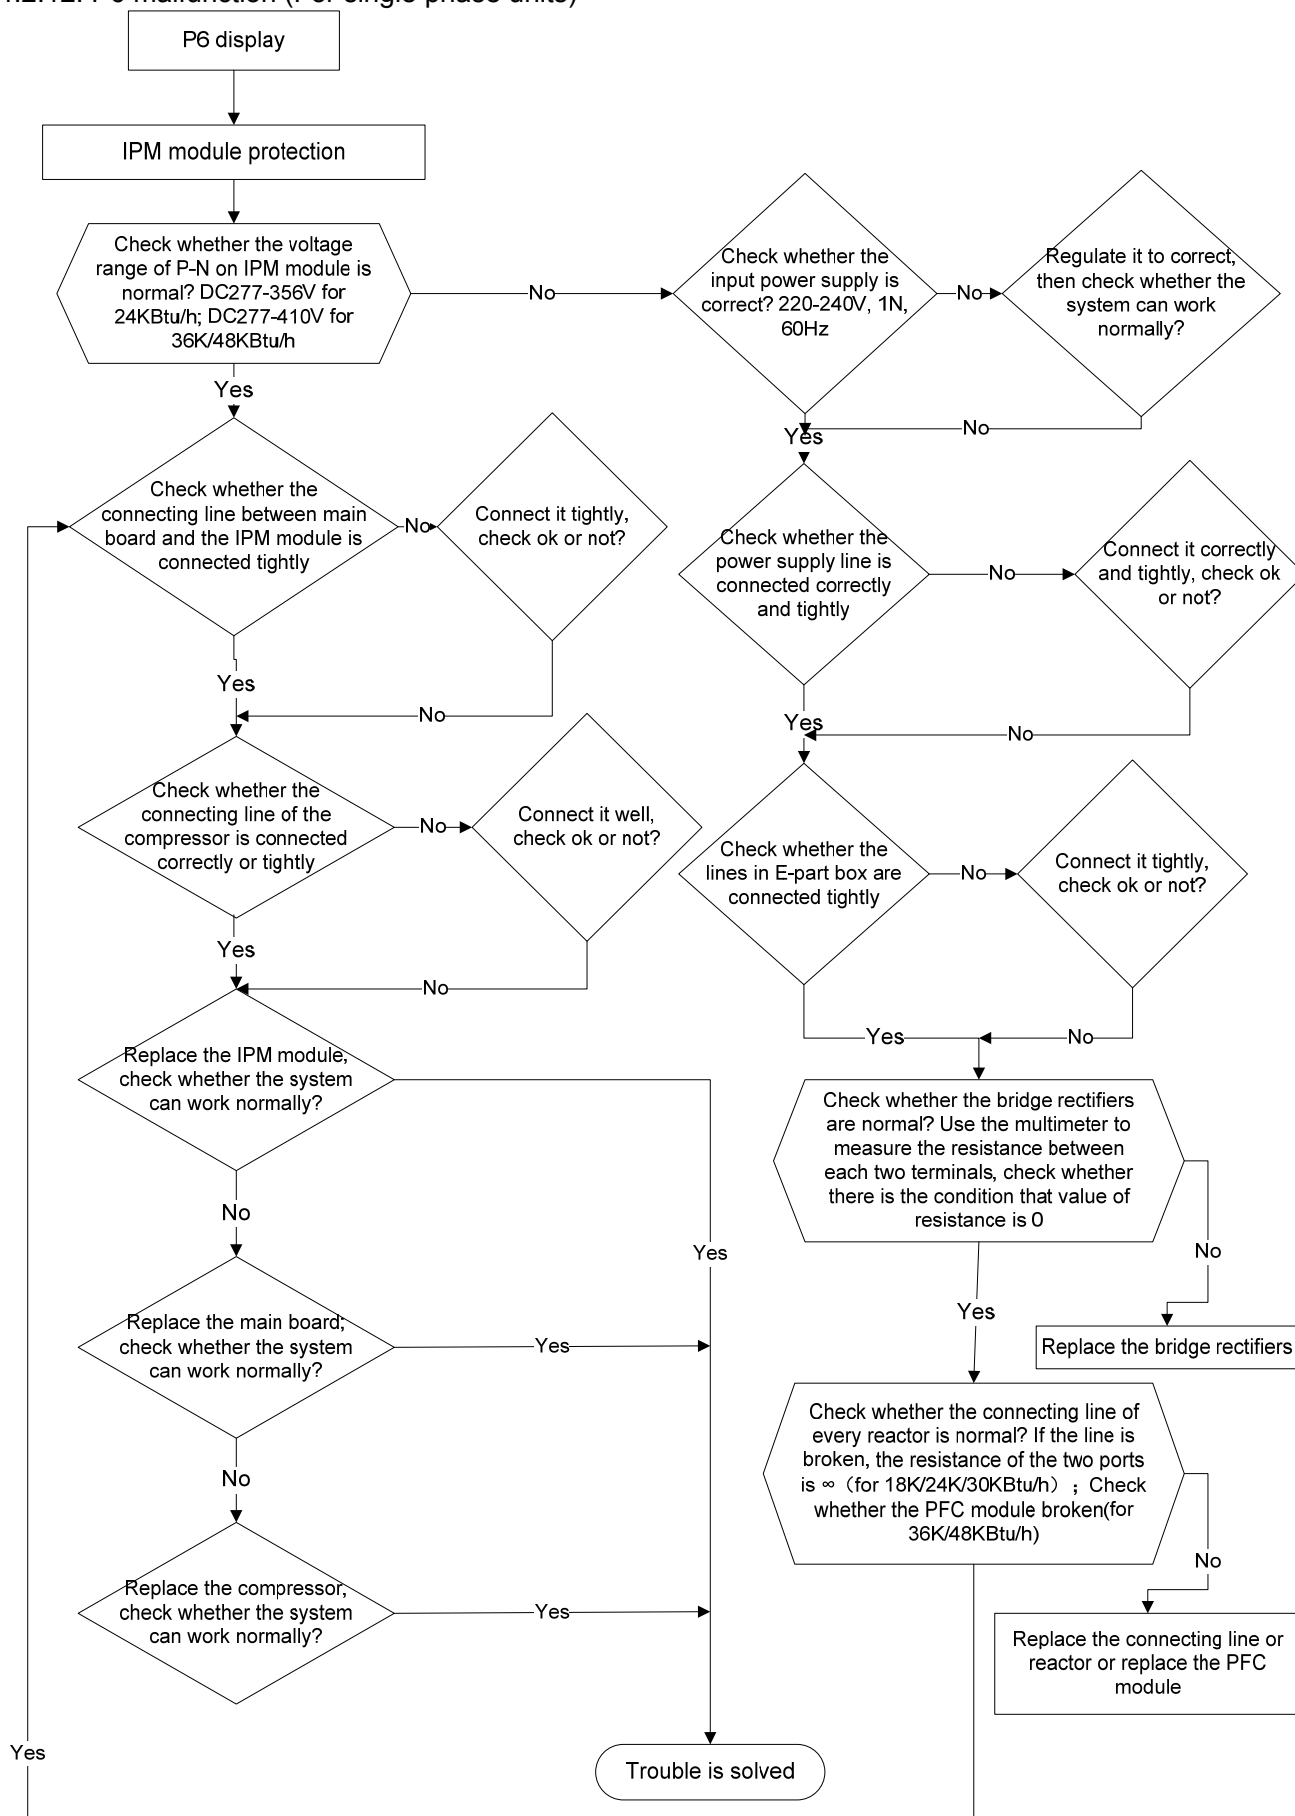 P6 display
IPM module protection
Check whether the voltage
range of P-N on IPM module is
normal? DC277-356V for
24KBtu/h; DC277-410V for
36K/48KBtu/h
No
Check whether the
input power supply is
correct? 220-240V, 1N,
60Hz
No
Regulate it to correct,
then check whether the
system can work
normally?
Yes
No
Yes
Check whether the
connecting line between main
board and the IPM module is
connected tightly
No
Connect it tightly,
check ok or not?
Check whether the
power supply line is
connected correctly
and tightly
No
Connect it correctly
and tightly, check ok
or not?
Yes
No
Yes
No
Check whether the
connecting line of the
compressor is connected
correctly or tightly
No
Connect it well,
check ok or not?
Check whether the
lines in E-part box are
connected tightly
No
Connect it tightly,
check ok or not?
Yes
No
Yes
No
Replace the IPM module,
check whether the system
can work normally?
Check whether the bridge rectifiers
are normal? Use the multimeter to
measure the resistance between
each two terminals, check whether
there is the condition that value of
resistance is 0
No
Yes
No
Yes
Replace the bridge rectifiers
Replace the main board;
check whether the system
can work normally?
Yes
Check whether the connecting line of
every reactor is normal? If the line is
broken, the resistance of the two ports
is ∞（for 18K/24K/30KBtu/h）; Check
whether the PFC module broken(for
36K/48KBtu/h)
No
No
Replace the compressor,
check whether the system
can work normally?
Yes
Replace the connecting line or
reactor or replace the PFC
module
Yes
Trouble is solved